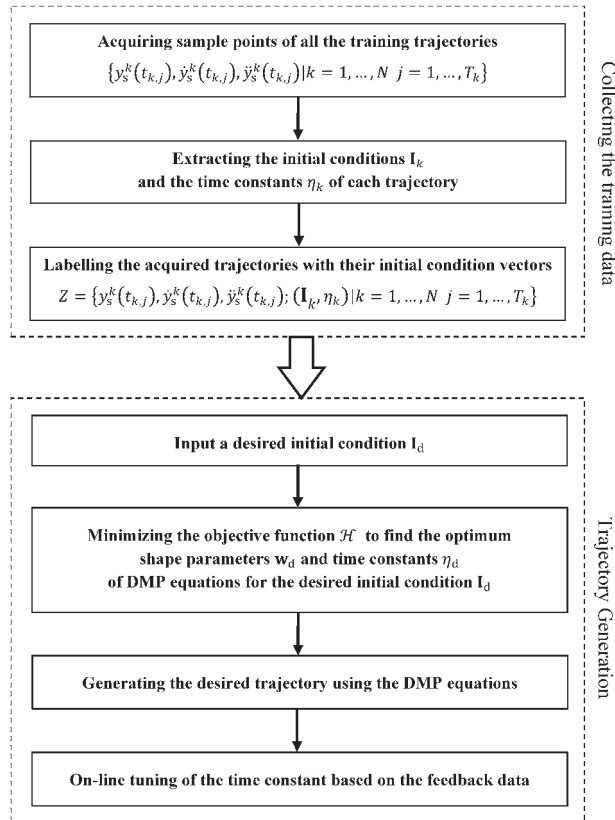 Acquiring sample points of all the training trajectories
{y_s^k(t_{k,j}), ẏ_s^k(t_{k,j}), ÿ_s^k(t_{k,j})|k = 1, ..., N j = 1, ..., T_k}
Extracting the initial conditions I_k
and the time constants η_k of each trajectory
Labelling the acquired trajectories with their initial condition vectors
Z = {y_s^k(t_{k,j}), ẏ_s^k(t_{k,j}), ÿ_s^k(t_{k,j}); (I_k, η_k)|k = 1, ..., N j = 1, ..., T_k}
Collecting the training data
Input a desired initial condition I_d
Minimizing the objective function ℋ to find the optimum
shape parameters w_d and time constants η_d
of DMP equations for the desired initial condition I_d
Generating the desired trajectory using the DMP equations
On-line tuning of the time constant based on the feedback data
Trajectory Generation